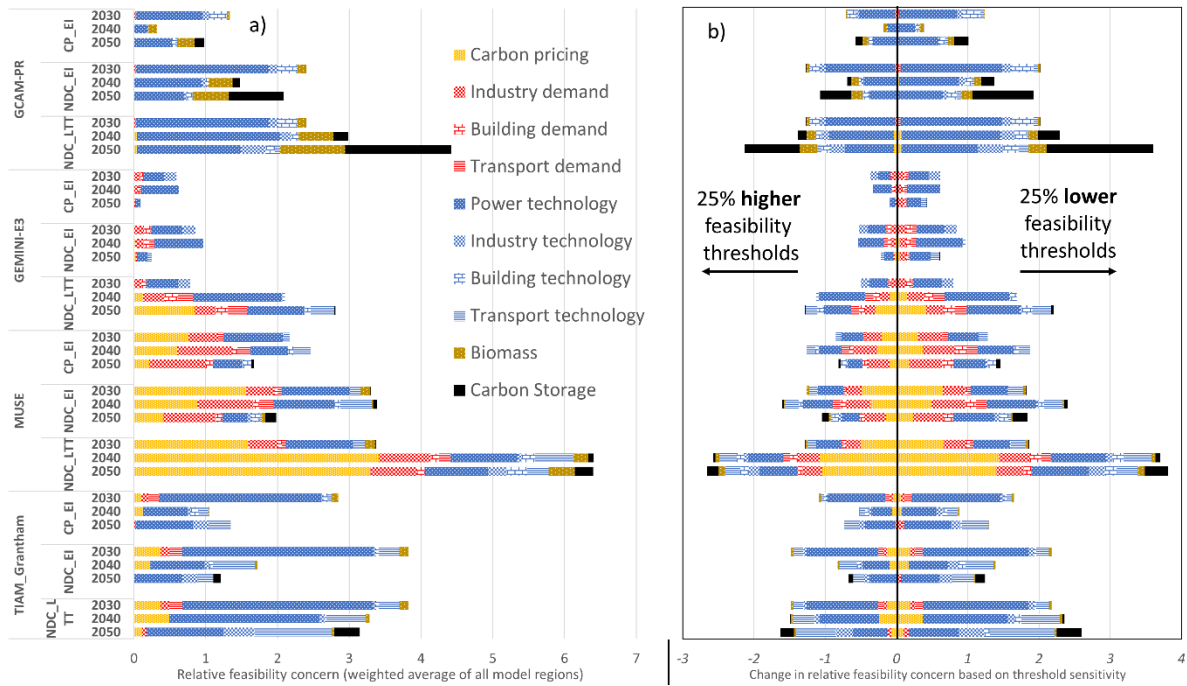 a)
b)
GCAM-PR
CP_EI
2030
2040
2050
NDC_EI
2030
2040
2050
NDC_LTT
2030
2040
2050
GEMINI-E3
CP_EI
2030
2040
2050
NDC_EI
2030
2040
2050
NDC_LTT
2030
2040
2050
MUSE
CP_EI
2030
2040
2050
NDC_EI
2030
2040
2050
NDC_LTT
2030
2040
2050
TIAM_Grantham
CP_EI
2030
2040
2050
NDC_EI
2030
2040
2050
NDC_L
TT
2030
2040
2050
Carbon pricing
Industry demand
Building demand
Transport demand
Power technology
Industry technology
Building technology
Transport technology
Biomass
Carbon Storage
25% higher
feasibility
thresholds
25% lower
feasibility
thresholds
0 1 2 3 4 5 6 7
Relative feasibility concern (weighted average of all model regions)
-3 -2 -1 0 1 2 3 4
Change in relative feasibility concern based on threshold sensitivity